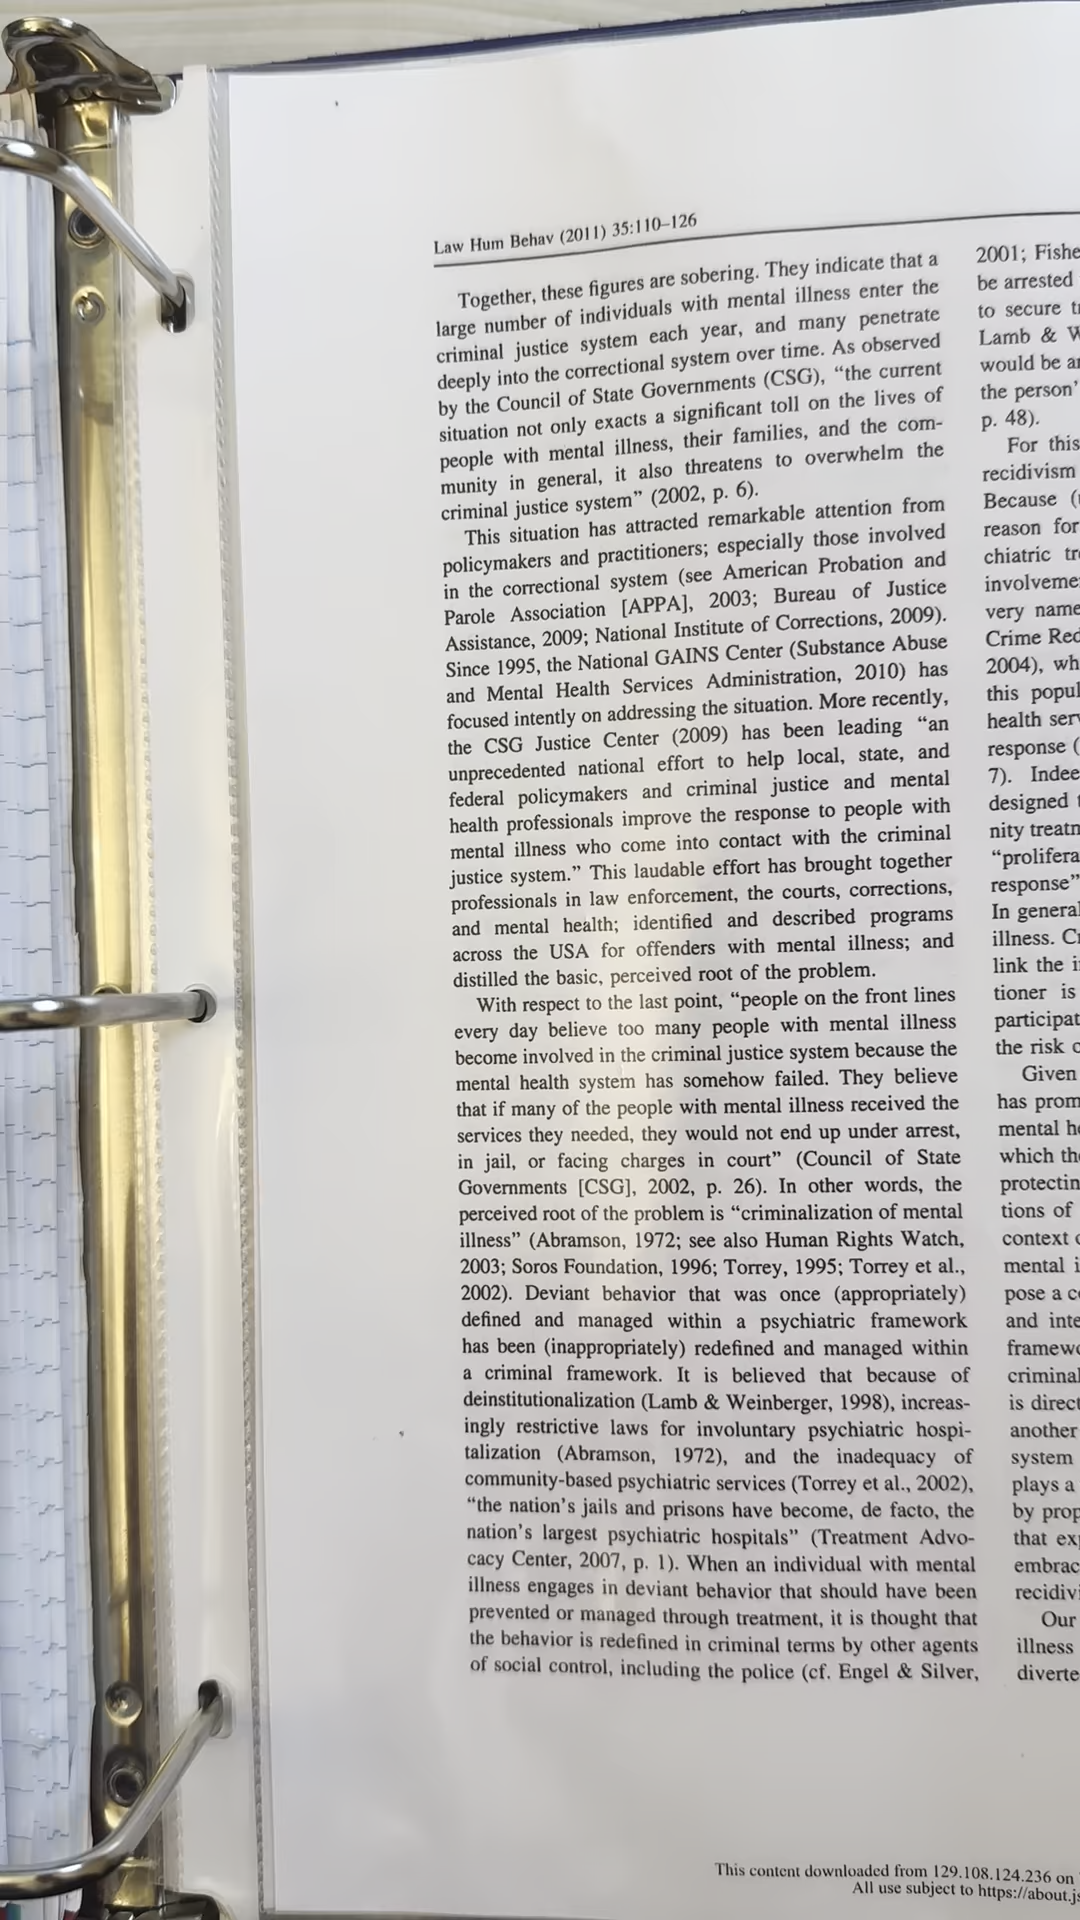 Law Hum Behav (2011) 35:110–126
Together, these figures are sobering. They indicate that a
large number of individuals with mental illness enter the
criminal justice system each year, and many penetrate
deeply into the correctional system over time. As observed
by the Council of State Governments (CSG), “the current
situation not only exacts a significant toll on the lives of
people with mental illness, their families, and the com-
munity in general, it also threatens to overwhelm the
criminal justice system” (2002, p. 6).
This situation has attracted remarkable attention from
policymakers and practitioners; especially those involved
in the correctional system (see American Probation and
Parole Association [APPA], 2003; Bureau of Justice
Assistance, 2009; National Institute of Corrections, 2009).
Since 1995, the National GAINS Center (Substance Abuse
and Mental Health Services Administration, 2010) has
focused intently on addressing the situation. More recently,
the CSG Justice Center (2009) has been leading “an
unprecedented national effort to help local, state, and
federal policymakers and criminal justice and mental
health professionals improve the response to people with
mental illness who come into contact with the criminal
justice system.” This laudable effort has brought together
professionals in law enforcement, the courts, corrections,
and mental health; identified and described programs
across the USA for offenders with mental illness; and
distilled the basic, perceived root of the problem.
With respect to the last point, “people on the front lines
every day believe too many people with mental illness
become involved in the criminal justice system because the
mental health system has somehow failed. They believe
that if many of the people with mental illness received the
services they needed, they would not end up under arrest,
in jail, or facing charges in court” (Council of State
Governments [CSG], 2002, p. 26). In other words, the
perceived root of the problem is “criminalization of mental
illness” (Abramson, 1972; see also Human Rights Watch,
2003; Soros Foundation, 1996; Torrey, 1995; Torrey et al.,
2002). Deviant behavior that was once (appropriately)
defined and managed within a psychiatric framework
has been (inappropriately) redefined and managed within
a criminal framework. It is believed that because of
deinstitutionalization (Lamb & Weinberger, 1998), increas-
ingly restrictive laws for involuntary psychiatric hospi-
talization (Abramson, 1972), and the inadequacy of
community-based psychiatric services (Torrey et al., 2002),
“the nation’s jails and prisons have become, de facto, the
nation’s largest psychiatric hospitals” (Treatment Advo-
cacy Center, 2007, p. 1). When an individual with mental
illness engages in deviant behavior that should have been
prevented or managed through treatment, it is thought that
the behavior is redefined in criminal terms by other agents
of social control, including the police (cf. Engel & Silver,
2001; Fishe
be arrested
to secure
Lamb &
would be
the person’
p. 48).
For this
recidivism
Because
reason for
chiatric
involveme
very name
Crime Red
2004), wh
this popul
health ser
response (
7). Indee
designed
nity treatn
“prolifera
response”
In general
illness.
link the
tioner is
participat
the risk
Given
has prom
mental he
which the
protectin
tions of
context
mental
pose a
and inte
framewo
criminal
is direct
another
system
plays a
by prop
that exp
embrac
recidivi
Our
illness
diverte
This content downloaded from 129.108.124.236 on
All use subject to https://about.js